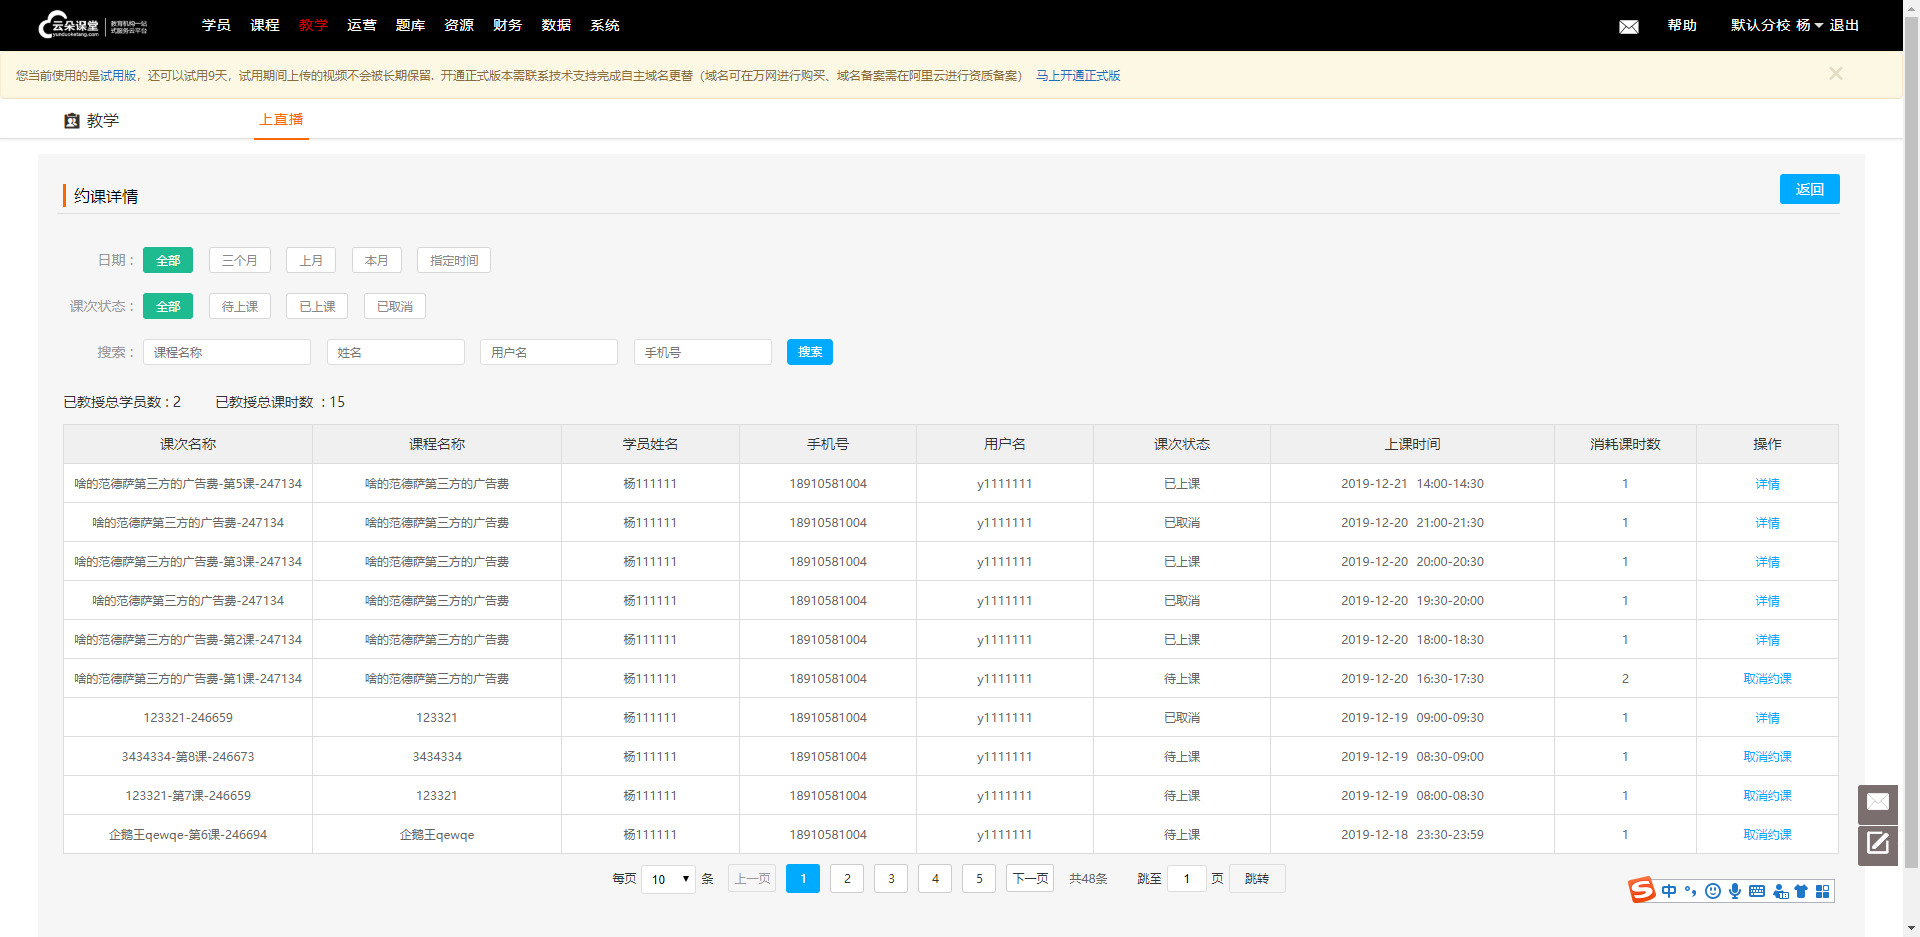 云朵课堂 教育机构一站
yunduoketang.com 式服务云平台
学员 课程 教学 运营 题库 资源 财务 数据 系统 帮助 默认分校 杨 退出
您当前使用的是试用版，还可以试用9天，试用期间上传的视频不会被长期保留. 开通正式版本需联系技术支持完成自主域名更替（域名可在万网进行购买、域名备案需在阿里云进行资质备案） 马上开通正式版
教学 上直播
约课详情 返回
日期： 全部 三个月 上月 本月 指定时间
课次状态： 全部 待上课 已上课 已取消
搜索： 课程名称 姓名 用户名 手机号 搜索
已教授总学员数 : 2 已教授总课时数 : 15
课次名称 课程名称 学员姓名 手机号 用户名 课次状态 上课时间 消耗课时数 操作
啥的范德萨第三方的广告费-第5课-247134 啥的范德萨第三方的广告费 杨111111 18910581004 y1111111 已上课 2019-12-21 14:00-14:30 1 详情
啥的范德萨第三方的广告费-247134 啥的范德萨第三方的广告费 杨111111 18910581004 y1111111 已取消 2019-12-20 21:00-21:30 1 详情
啥的范德萨第三方的广告费-第3课-247134 啥的范德萨第三方的广告费 杨111111 18910581004 y1111111 已上课 2019-12-20 20:00-20:30 1 详情
啥的范德萨第三方的广告费-247134 啥的范德萨第三方的广告费 杨111111 18910581004 y1111111 已取消 2019-12-20 19:30-20:00 1 详情
啥的范德萨第三方的广告费-第2课-247134 啥的范德萨第三方的广告费 杨111111 18910581004 y1111111 已上课 2019-12-20 18:00-18:30 1 详情
啥的范德萨第三方的广告费-第1课-247134 啥的范德萨第三方的广告费 杨111111 18910581004 y1111111 待上课 2019-12-20 16:30-17:30 2 取消约课
123321-246659 123321 杨111111 18910581004 y1111111 已取消 2019-12-19 09:00-09:30 1 详情
3434334-第8课-246673 3434334 杨111111 18910581004 y1111111 待上课 2019-12-19 08:30-09:00 1 取消约课
123321-第7课-246659 123321 杨111111 18910581004 y1111111 待上课 2019-12-19 08:00-08:30 1 取消约课
企鹅王qewqe-第6课-246694 企鹅王qewqe 杨111111 18910581004 y1111111 待上课 2019-12-18 23:30-23:59 1 取消约课
每页 10 条 上一页 1 2 3 4 5 下一页 共48条 跳至 1 页 跳转
S 中